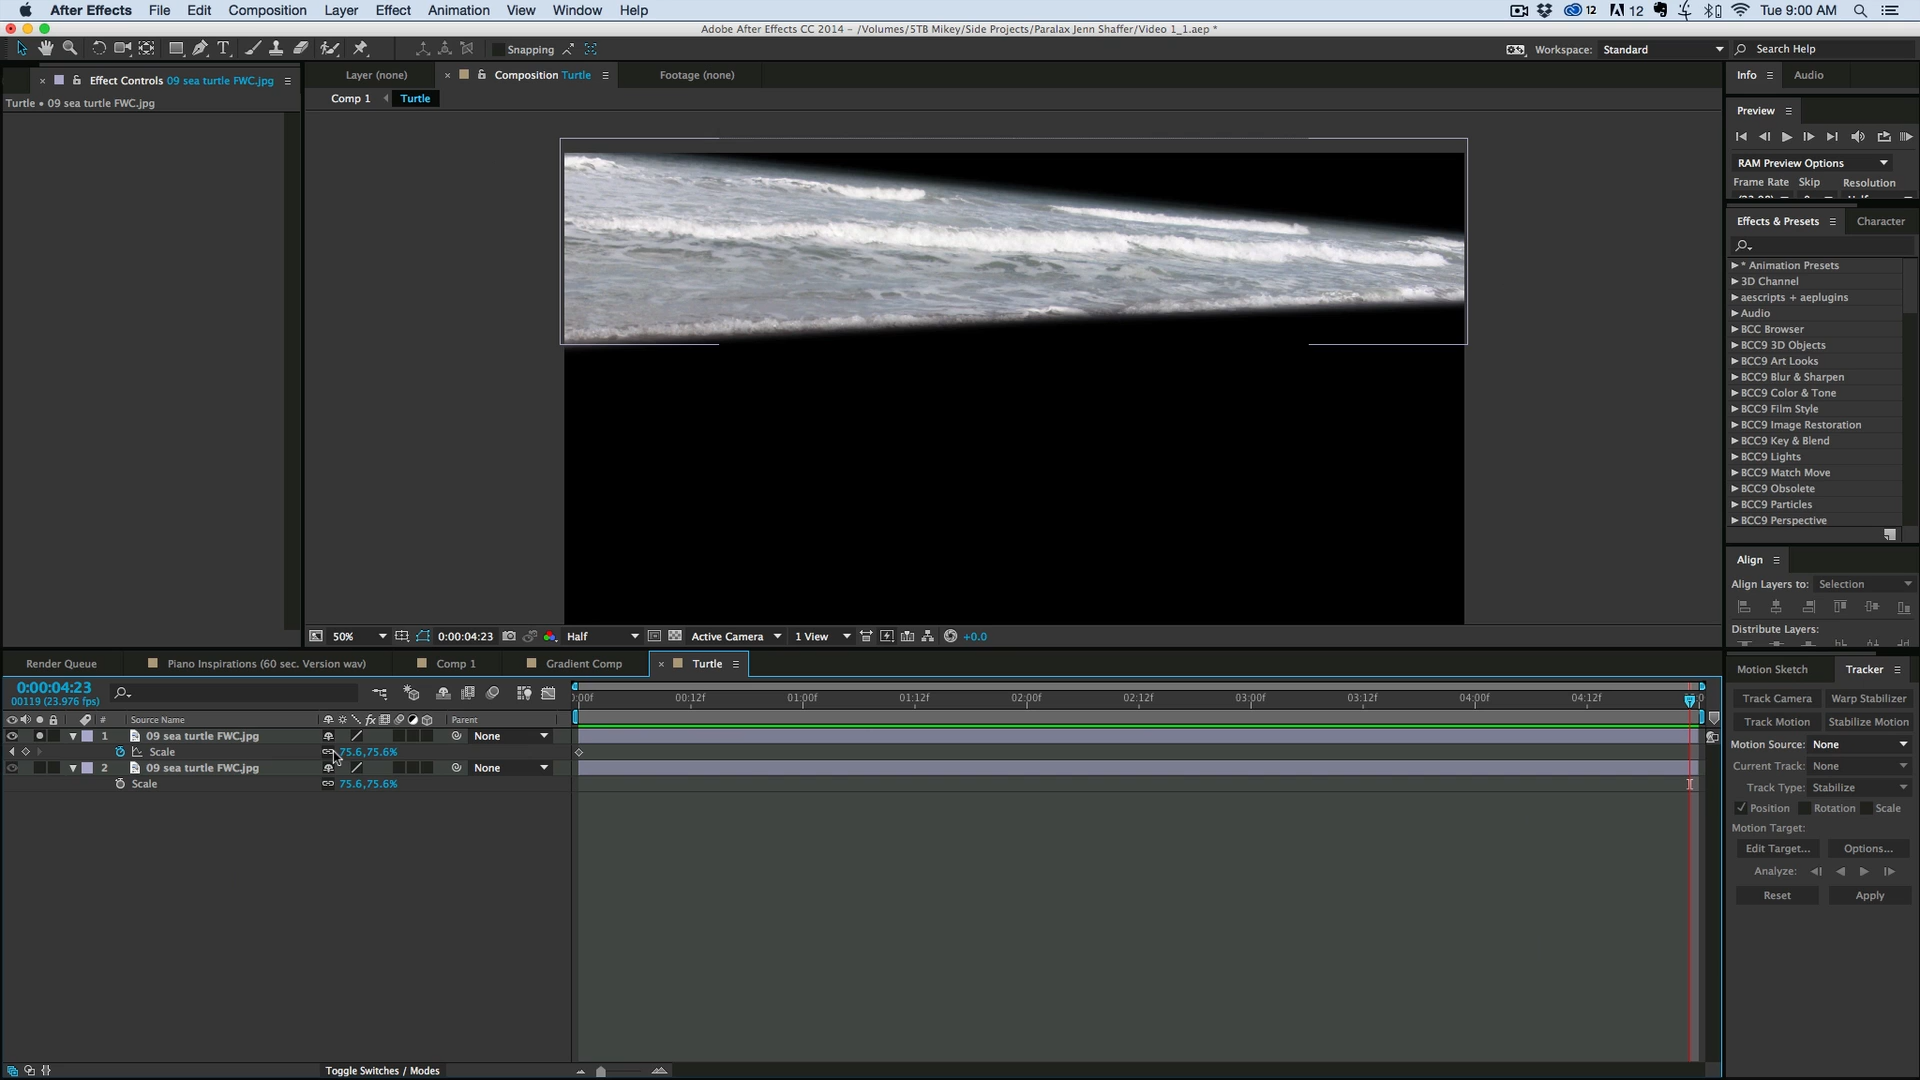 After Effects File Edit Composition Layer Effect Animation View Window Help
12 12 Tue 9:00 AM
Adobe After Effects CC 2014 – /Volumes/5TB Mikey/Side Projects/Paralax Jenn Shaffer/Video 1_1.aep *
Snapping Workspace: Standard Search Help
Effect Controls 09 sea turtle FWC.jpg
Layer (none) Composition Turtle Footage (none)
Info Audio
Turtle • 09 sea turtle FWC.jpg
Comp 1 Turtle
Preview
RAM Preview Options
Frame Rate Skip Resolution
Effects & Presets Character
* Animation Presets
3D Channel
aescripts + aeplugins
Audio
BCC Browser
BCC9 3D Objects
BCC9 Art Looks
BCC9 Blur & Sharpen
BCC9 Color & Tone
BCC9 Film Style
BCC9 Image Restoration
BCC9 Key & Blend
BCC9 Lights
BCC9 Match Move
BCC9 Obsolete
BCC9 Particles
BCC9 Perspective
Align
Align Layers to: Selection
Distribute Layers:
50% 0:00:04:23 Half Active Camera 1 View +0.0
Render Queue Piano Inspirations (60 sec. Version wav) Comp 1 Gradient Comp Turtle
Motion Sketch Tracker
0:00:04:23
00119 (23.976 fps)
:00f 00:12f 01:00f 01:12f 02:00f 02:12f 03:00f 03:12f 04:00f 04:12f
Track Camera Warp Stabilizer
Track Motion Stabilize Motion
# Source Name Parent
1 09 sea turtle FWC.jpg None
Scale 75.6,75.6%
2 09 sea turtle FWC.jpg None
Scale 75.6,75.6%
Motion Source: None
Current Track: None
Track Type: Stabilize
Position Rotation Scale
Motion Target:
Edit Target... Options...
Analyze:
Reset Apply
Toggle Switches / Modes